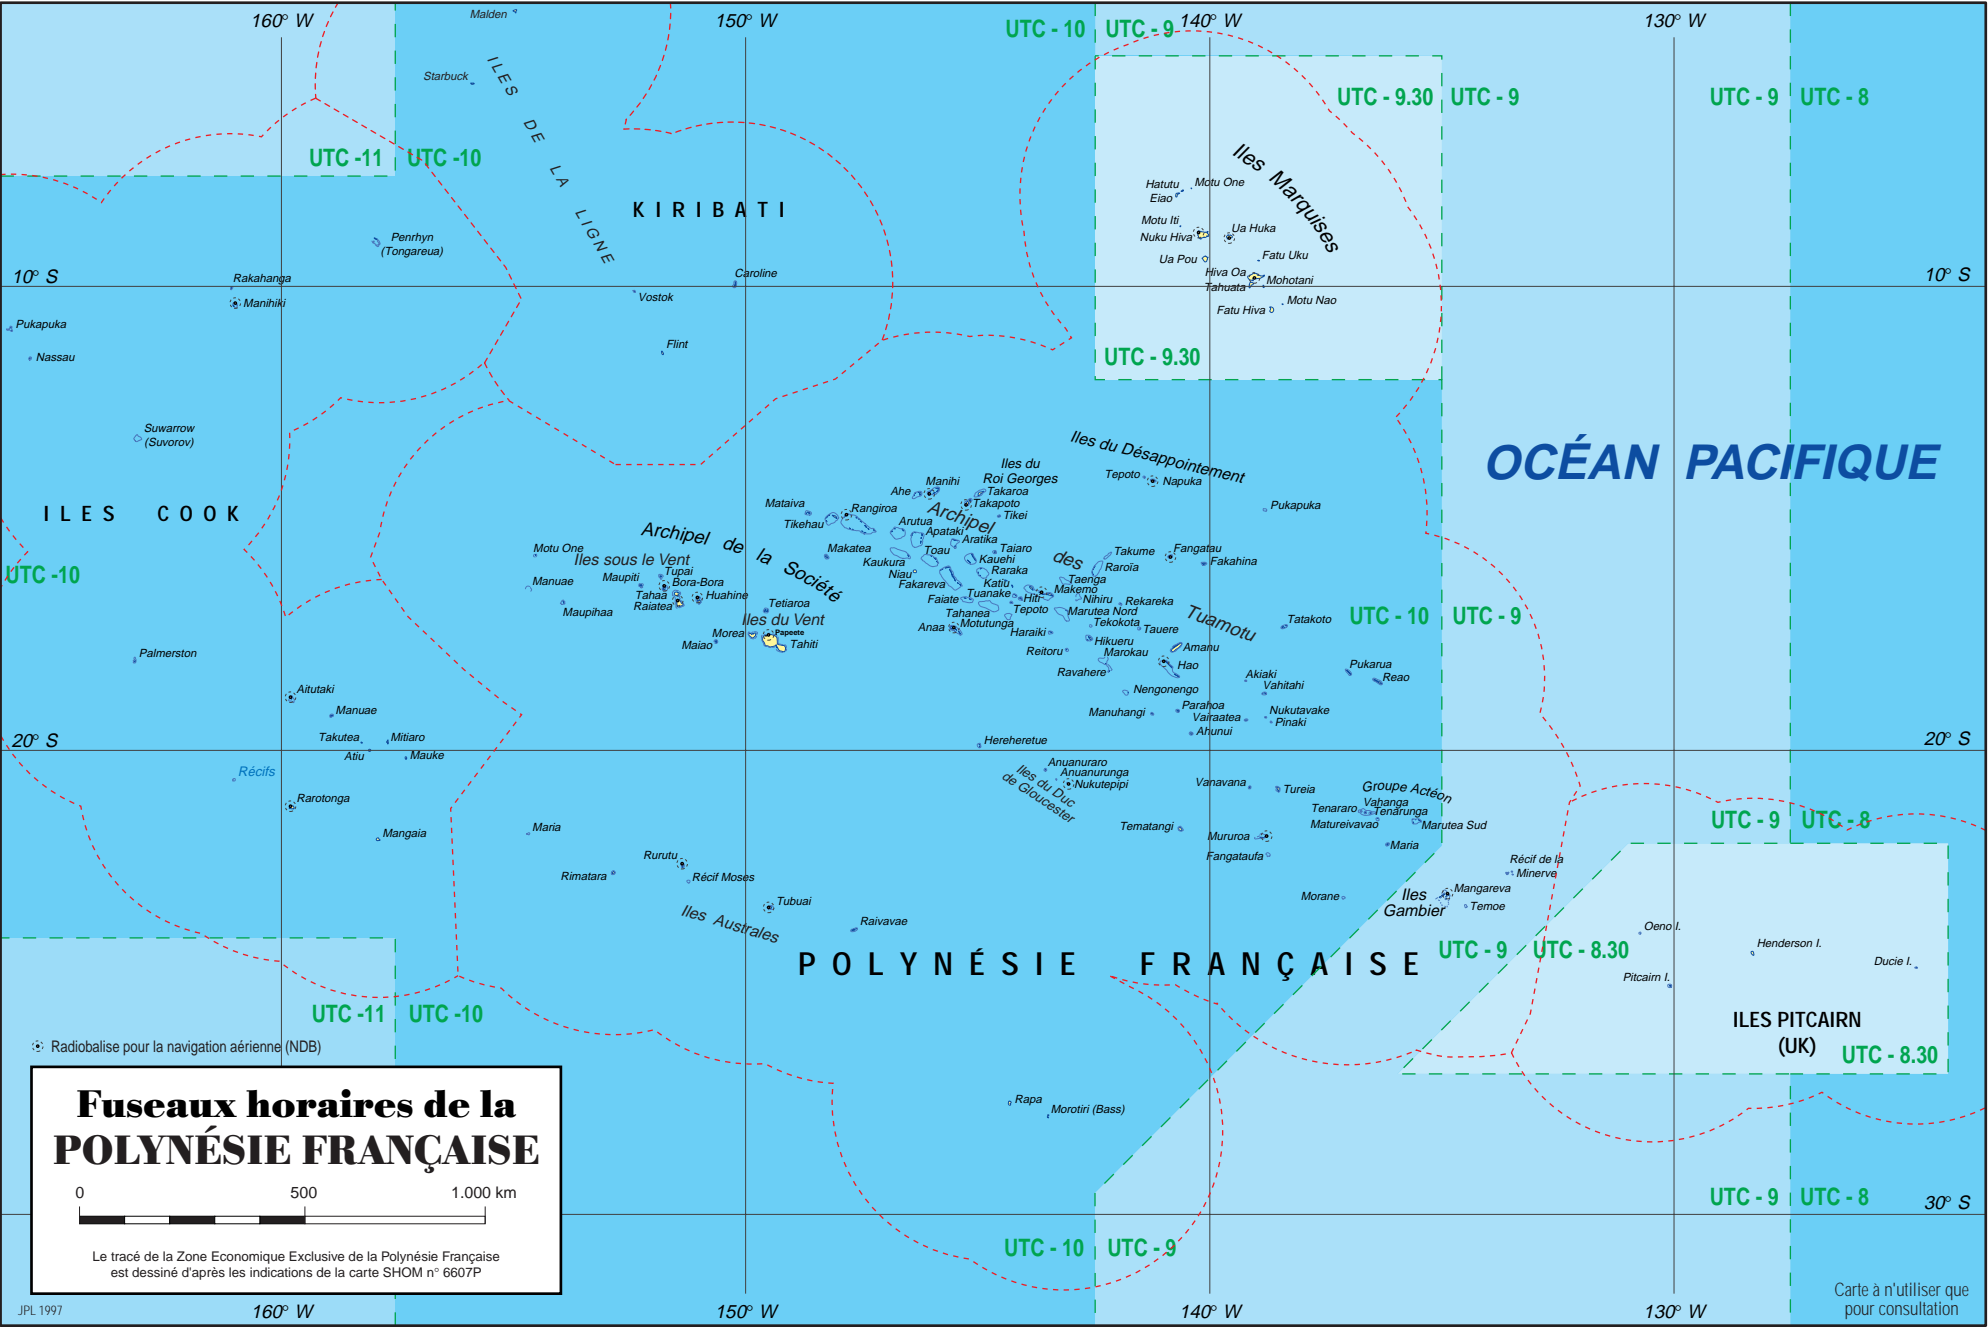 160° W
150° W
140° W
130° W
Malden
UTC - 10
UTC - 9
Starbuck
ILES DE LA LIGNE
UTC - 9.30
UTC - 9
UTC - 9
UTC - 8
UTC -11
UTC -10
KIRIBATI
Iles Marquises
Hatutu
Motu One
Eiao
Motu Iti
Nuku Hiva
Ua Huka
Ua Pou
Fatu Uku
Hiva Oa
Mohotani
Tahuata
Motu Nao
Fatu Hiva
Penrhyn
(Tongareua)
10° S
10° S
Rakahanga
Manihiki
Caroline
Vostok
Pukapuka
Nassau
Flint
UTC - 9.30
Suwarrow
(Suvorov)
OCÉAN PACIFIQUE
Iles du Désappointement
Tepoto
Napuka
Iles du
Roi Georges
Manihi
Ahe
Takaroa
Takapoto
Tikei
Pukapuka
ILES COOK
Archipel de la Société
Archipel des Tuamotu
Mataiva
Tikehau
Rangiroa
Arutua
Apataki
Aratika
Makatea
Kaukura
Toau
Taiaro
Kauehi
Niau
Raraka
Takume
Raroïa
Fangatau
Fakahina
Fakareva
Katiu
Taenga
Tuanake
Hiti
Makemo
Faiate
Nihiru
Rekareka
Tahanea
Tepoto
Marutea Nord
Anaa
Motutunga
Tekokota
Tauere
Haraiki
Hikueru
Tatakoto
Reitoru
Marokau
Amanu
Ravahere
Hao
Pukarua
Reao
Nengonengo
Akiaki
Vahitahi
Manuhangi
Parahoa
Nukutavake
Vairaatea
Pinaki
Ahunui
Motu One
Iles sous le Vent
Manuae
Maupiti
Tupai
Bora-Bora
Tahaa
Raiatea
Huahine
Maupihaa
Tetiaroa
Iles du Vent
Morea
Papeete
Maiao
Tahiti
UTC -10
UTC - 10
UTC - 9
Palmerston
Aitutaki
Manuae
20° S
20° S
Takutea
Mitiaro
Atiu
Mauke
Récifs
Rarotonga
Mangaia
Hereheretue
Anuanuraro
Anuanurunga
Nukutepipi
Iles du Duc
de Gloucester
Vanavana
Tureia
Groupe Actéon
Vahanga
Tenararo
Tenarunga
Matureivavao
Marutea Sud
Tematangi
Mururoa
Fangataufa
Maria
UTC - 9
UTC - 8
Maria
Rimatara
Rurutu
Récif Moses
Tubuai
Raivavae
Iles Australes
Morane
Récif de la
Minerve
Iles
Gambier
Mangareva
Temoe
UTC - 9
UTC - 8.30
Oeno I.
Henderson I.
Ducie I.
Pitcairn I.
POLYNÉSIE FRANÇAISE
ILES PITCAIRN
(UK)
UTC - 8.30
UTC -11
UTC -10
Radiobalise pour la navigation aérienne (NDB)
Rapa
Morotiri (Bass)
Fuseaux horaires de la
POLYNÉSIE FRANÇAISE
0
500
1.000 km
Le tracé de la Zone Economique Exclusive de la Polynésie Française
est dessiné d'après les indications de la carte SHOM n° 6607P
UTC - 9
UTC - 8
30° S
UTC - 10
UTC - 9
JPL 1997
160° W
150° W
140° W
130° W
Carte à n'utiliser que
pour consultation